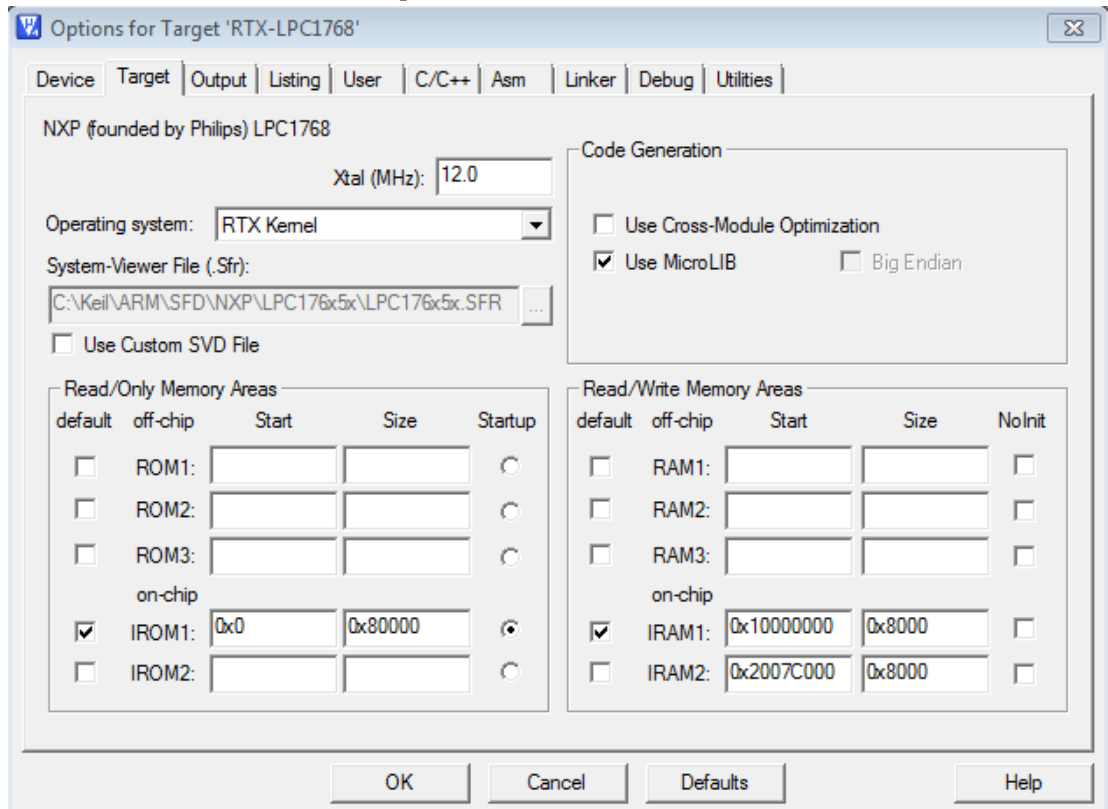 Options for Target 'RTX-LPC1768'
Device Target Output Listing User C/C++ Asm Linker Debug Utilities
NXP (founded by Philips) LPC1768
Xtal (MHz): 12.0
Operating system: RTX Kernel
System-Viewer File (.Sfr):
C:\Keil\ARM\SFD\NXP\LPC176x5x\LPC176x5x.SFR ...
Use Custom SVD File
Code Generation
Use Cross-Module Optimization
Use MicroLIB Big Endian
Read/Only Memory Areas
default off-chip Start Size Startup
ROM1:
ROM2:
ROM3:
on-chip
IROM1: 0x0 0x80000
IROM2:
Read/Write Memory Areas
default off-chip Start Size NoInit
RAM1:
RAM2:
RAM3:
on-chip
IRAM1: 0x10000000 0x8000
IRAM2: 0x2007C000 0x8000
OK Cancel Defaults Help